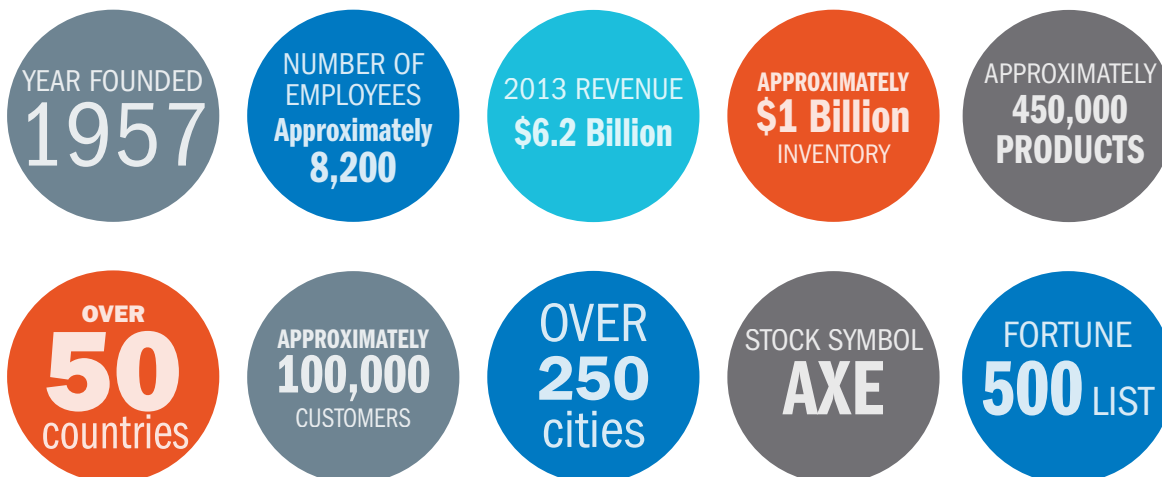 YEAR FOUNDED
1957
NUMBER OF
EMPLOYEES
Approximately
8,200
2013 REVENUE
$6.2 Billion
APPROXIMATELY
$1 Billion
INVENTORY
APPROXIMATELY
450,000
PRODUCTS
OVER
50
countries
APPROXIMATELY
100,000
CUSTOMERS
OVER
250
cities
STOCK SYMBOL
AXE
FORTUNE
500 LIST